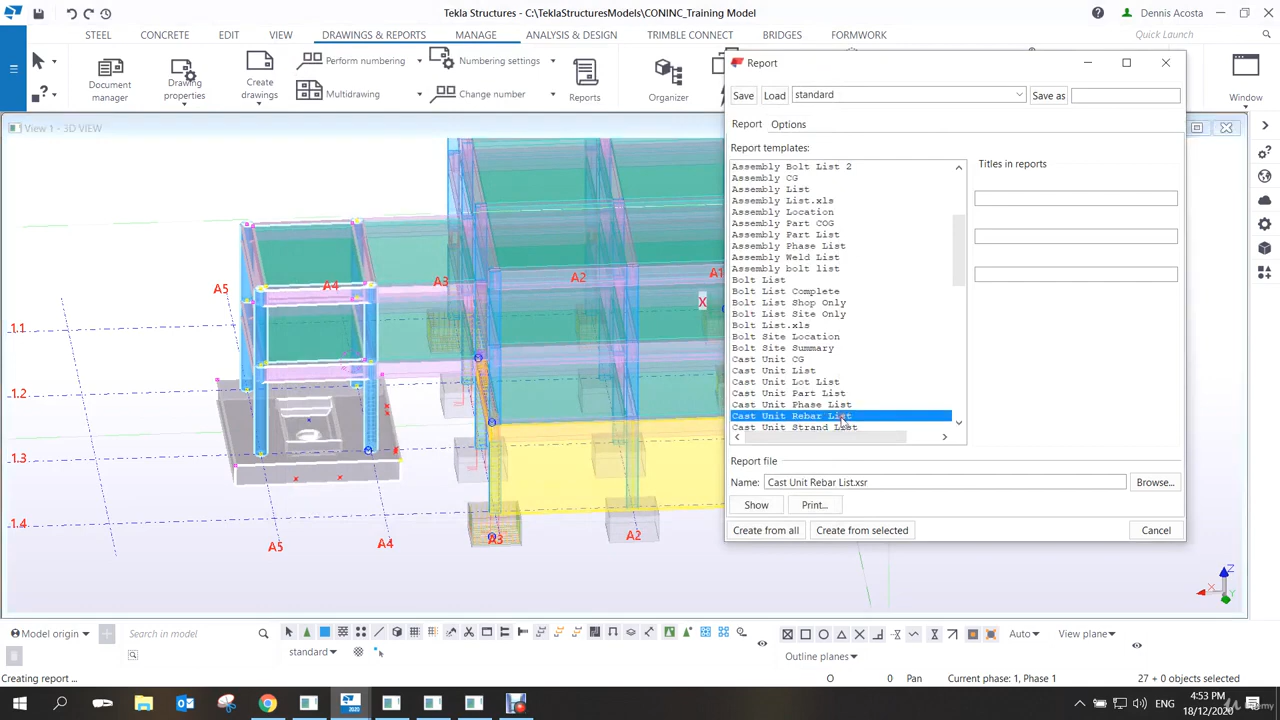 Tekla Structures - C:\TeklaStructuresModels\CONINC_Training Model
Dennis Acosta
STEEL CONCRETE EDIT VIEW DRAWINGS & REPORTS MANAGE ANALYSIS & DESIGN TRIMBLE CONNECT BRIDGES FORMWORK
Quick Launch
Document manager
Drawing properties
Create drawings
Perform numbering
Multidrawing
Numbering settings
Change number
Reports
Organizer
Window
View 1 - 3D VIEW
Report
Save Load standard Save as
Report Options
Report templates:
Titles in reports
Assembly Bolt List 2
Assembly CG
Assembly List
Assembly List.xls
Assembly Location
Assembly Part COG
Assembly Part List
Assembly Phase List
Assembly Weld List
Assembly bolt list
Bolt List
Bolt List Complete
Bolt List Shop Only
Bolt List Site Only
Bolt List.xls
Bolt Site Location
Bolt Site Summary
Cast Unit CG
Cast Unit List
Cast Unit Lot List
Cast Unit Part List
Cast Unit Phase List
Cast Unit Rebar List
Cast Unit Strand List
Report file
Name: Cast Unit Rebar List.xsr Browse...
Show Print...
Create from all Create from selected Cancel
A5 A4 A3 A2 A1
X
1.1
1.2
1.3
1.4
A5 A4 A3 A2
Z
X
Y
Model origin Search in model
standard
Auto View plane
Outline planes
Creating report ...
O 0 Pan Current phase: 1, Phase 1 27 + 0 objects selected
2020
ENG
4:53 PM
18/12/2020
Udemy